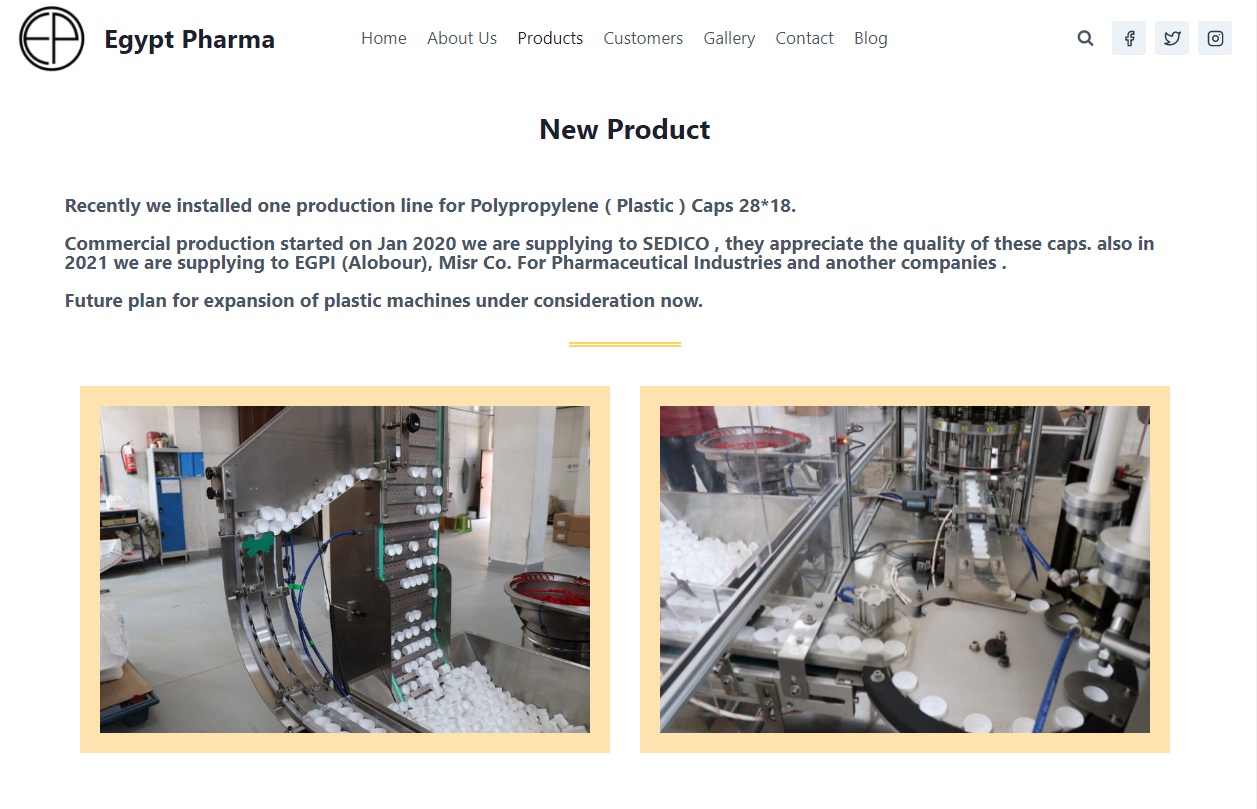 Egypt Pharma
Home About Us Products Customers Gallery Contact Blog
New Product
Recently we installed one production line for Polypropylene ( Plastic ) Caps 28*18.
Commercial production started on Jan 2020 we are supplying to SEDICO , they appreciate the quality of these caps. also in
2021 we are supplying to EGPI (Alobour), Misr Co. For Pharmaceutical Industries and another companies .
Future plan for expansion of plastic machines under consideration now.